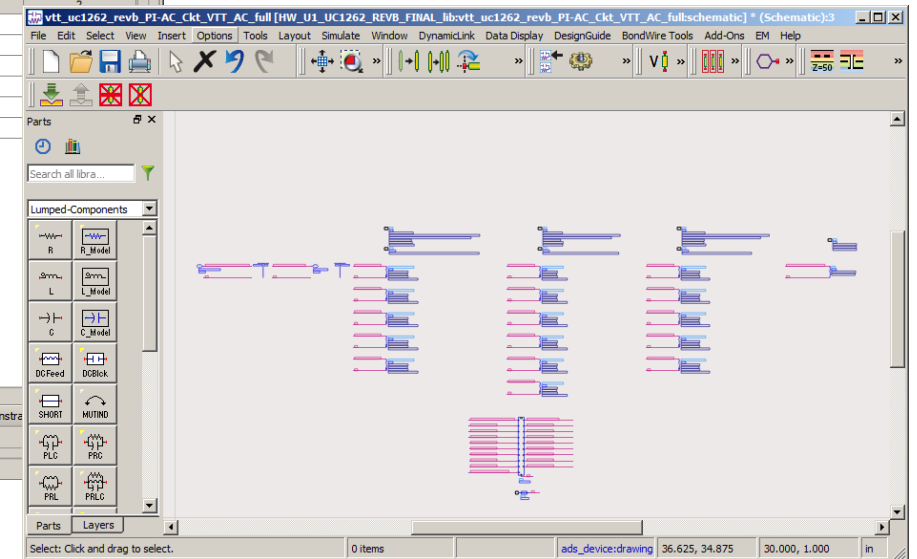 vtt_uc1262_revb_PI-AC_Ckt_VTT_AC_full [HW_U1_UC1262_REVB_FINAL_lib:vtt_uc1262_revb_PI-AC_Ckt_VTT_AC_full:schematic] * (Schematic):3
File Edit Select View Insert Options Tools Layout Simulate Window DynamicLink Data Display DesignGuide BondWire Tools Add-Ons EM Help
» » » V » » » Z=50 »
Parts
Search all libra...
Lumped-Components
R R_Model
L L_Model
C C_Model
DCFeed DCBlck
SHORT MUTIND
PLC PRC
PRL PRLC
Parts Layers
Select: Click and drag to select. 0 items ads_device:drawing 36.625, 34.875 30.000, 1.000 in